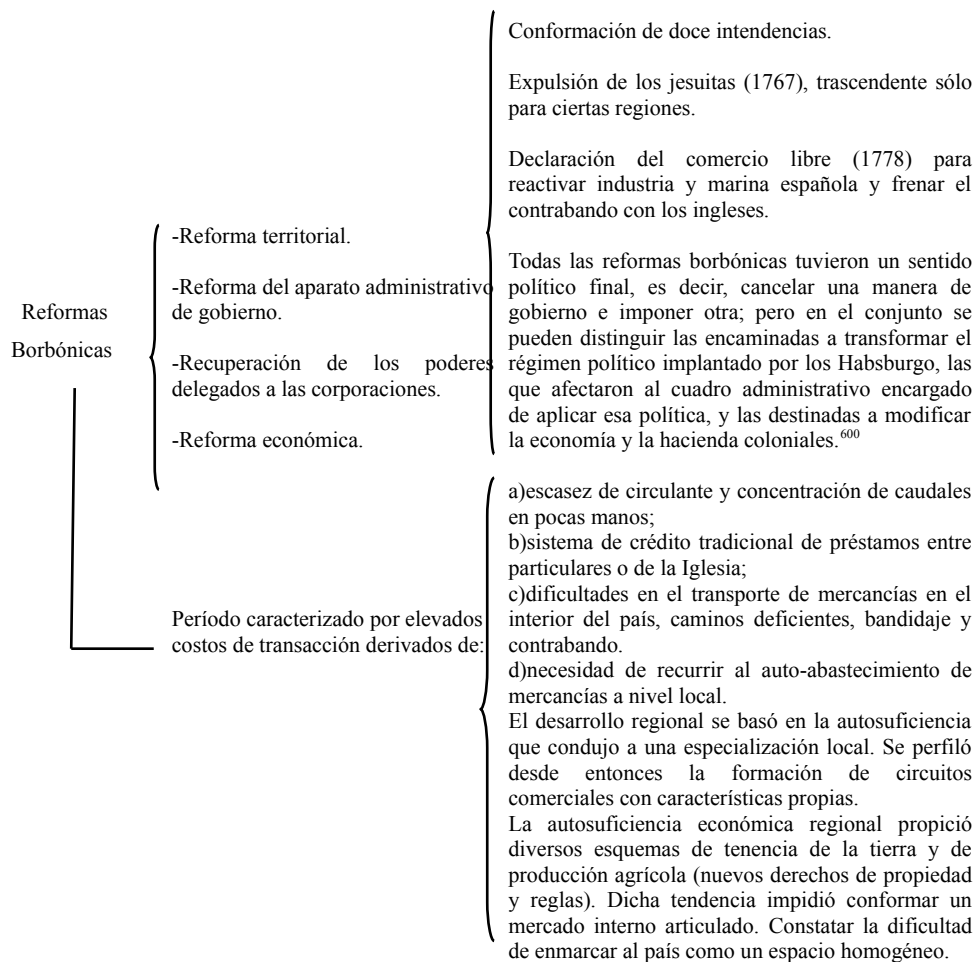 Reformas
Borbónicas
-Reforma territorial.
-Reforma del aparato administrativo
de gobierno.
-Recuperación de los poderes
delegados a las corporaciones.
-Reforma económica.
Conformación de doce intendencias.
Expulsión de los jesuitas (1767), trascendente sólo
para ciertas regiones.
Declaración del comercio libre (1778) para
reactivar industria y marina española y frenar el
contrabando con los ingleses.
Todas las reformas borbónicas tuvieron un sentido
político final, es decir, cancelar una manera de
gobierno e imponer otra; pero en el conjunto se
pueden distinguir las encaminadas a transformar el
régimen político implantado por los Habsburgo, las
que afectaron al cuadro administrativo encargado
de aplicar esa política, y las destinadas a modificar
la economía y la hacienda coloniales.600
Período caracterizado por elevados
costos de transacción derivados de:
a)escasez de circulante y concentración de caudales
en pocas manos;
b)sistema de crédito tradicional de préstamos entre
particulares o de la Iglesia;
c)dificultades en el transporte de mercancías en el
interior del país, caminos deficientes, bandidaje y
contrabando.
d)necesidad de recurrir al auto-abastecimiento de
mercancías a nivel local.
El desarrollo regional se basó en la autosuficiencia
que condujo a una especialización local. Se perfiló
desde entonces la formación de circuitos
comerciales con características propias.
La autosuficiencia económica regional propició
diversos esquemas de tenencia de la tierra y de
producción agrícola (nuevos derechos de propiedad
y reglas). Dicha tendencia impidió conformar un
mercado interno articulado. Constatar la dificultad
de enmarcar al país como un espacio homogéneo.